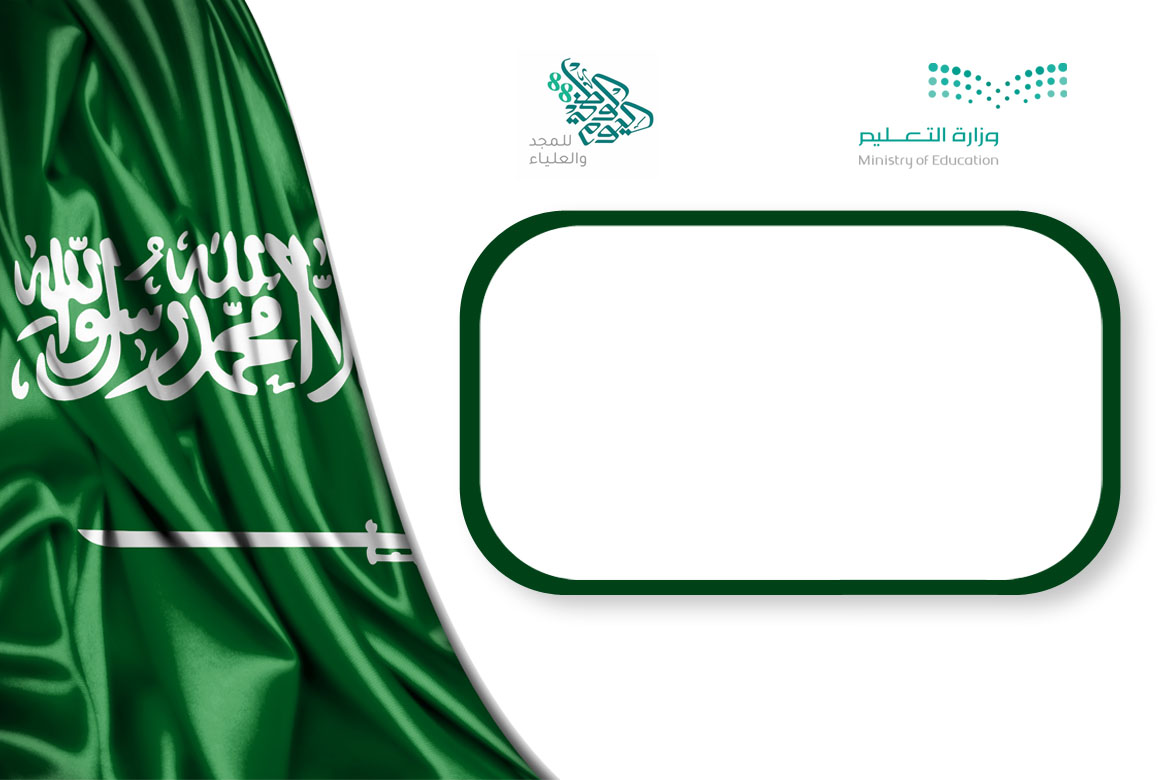 اليوم الوطني
88
للمجد
والعلياء
وزارة التعليم
Ministry of Education
لا إله إلا الله محمد رسول الله